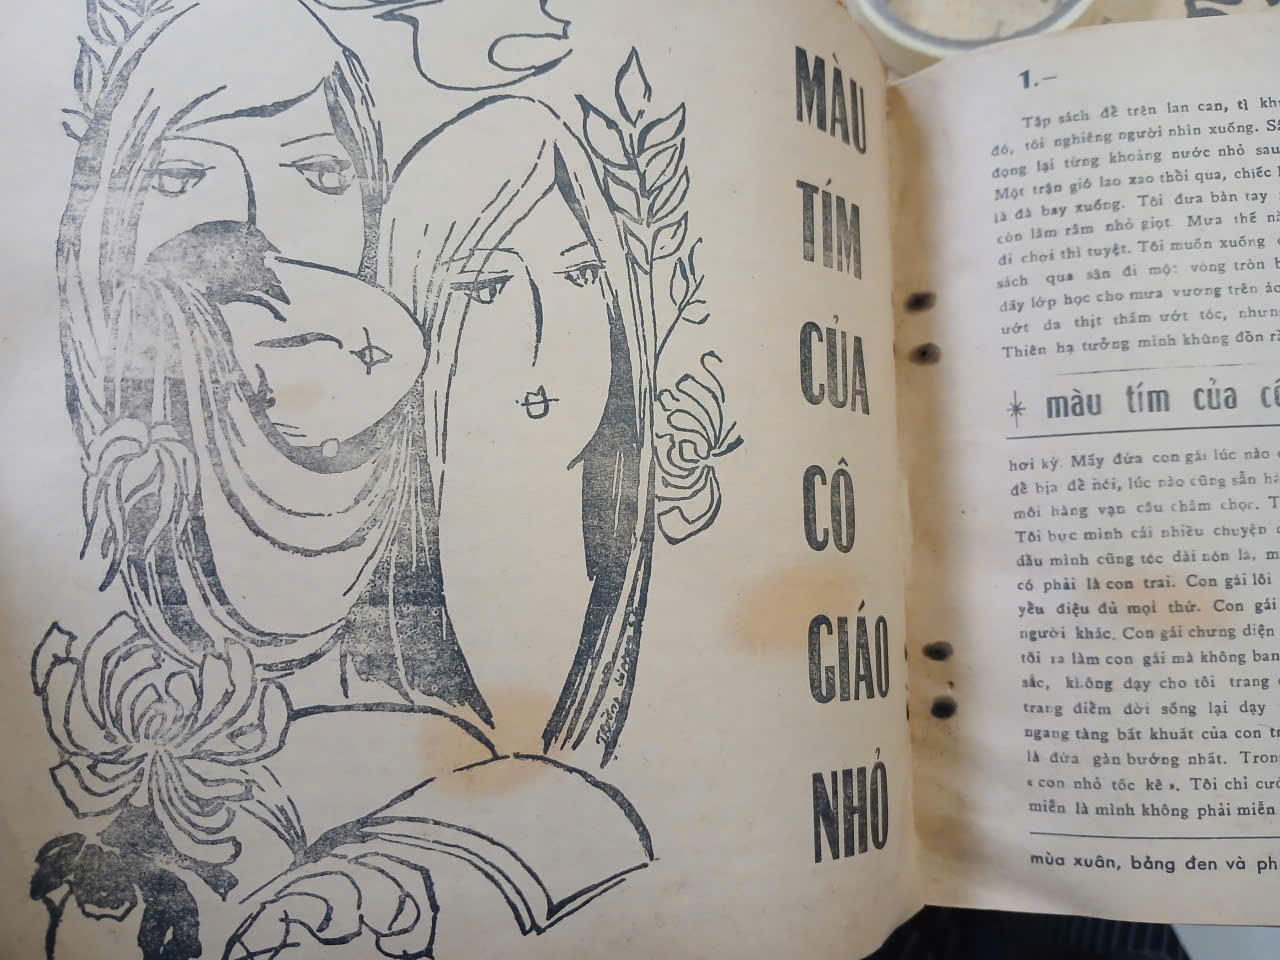 MÀU
TÍM
CỦA
CÔ
GIÁO
NHỎ
1.—
Tập sách để trên lan can, tì
đó, tôi nghiêng người nhìn xuống.
đọng lại từng khoảng nước nhỏ sau
Một trận gió lao xao thổi qua, chiếc
là đà bay xuống. Tôi đưa bàn tay
còn lâm râm nhỏ giọt. Mưa thế
đi chơi thì tuyệt. Tôi muốn xuống
sách qua sân đi mộ: vòng tròn
dãy lớp học cho mưa vương trên áo
ướt da thịt thấm ướt tóc,
Thiên hạ tưởng mình khùng đồn
màu tím của
hơi kỳ. Mấy đứa con gái lúc nào
để bịa để nói, lúc nào cũng sẵn
môi hàng vạn câu châm chọc.
Tôi bực mình cái nhiều chuyện
dầu mình cũng tóc dài nón lá,
có phải là con trai. Con gái lôi
yểu điệu đủ mọi thứ. Con gái
người khác. Con gái chưng diện
tôi ra làm con gái mà không ban
sắc, không dạy cho tôi trang
trang điểm đời sống lại dạy
ngang tàng bất khuất của con
là đứa gàn bướng nhất.
« con nhỏ tốc kê ». Tôi chỉ
miễn là mình không phải miễn
mùa xuân, bảng đen và